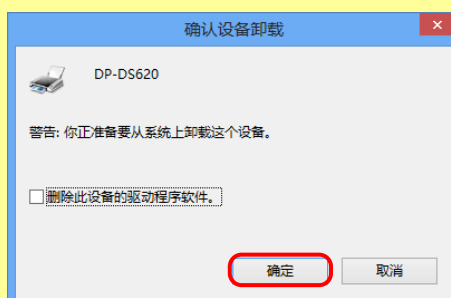 确认设备卸载
DP-DS620
警告: 你正准备要从系统上卸载这个设备。
删除此设备的驱动程序软件。
确定
取消